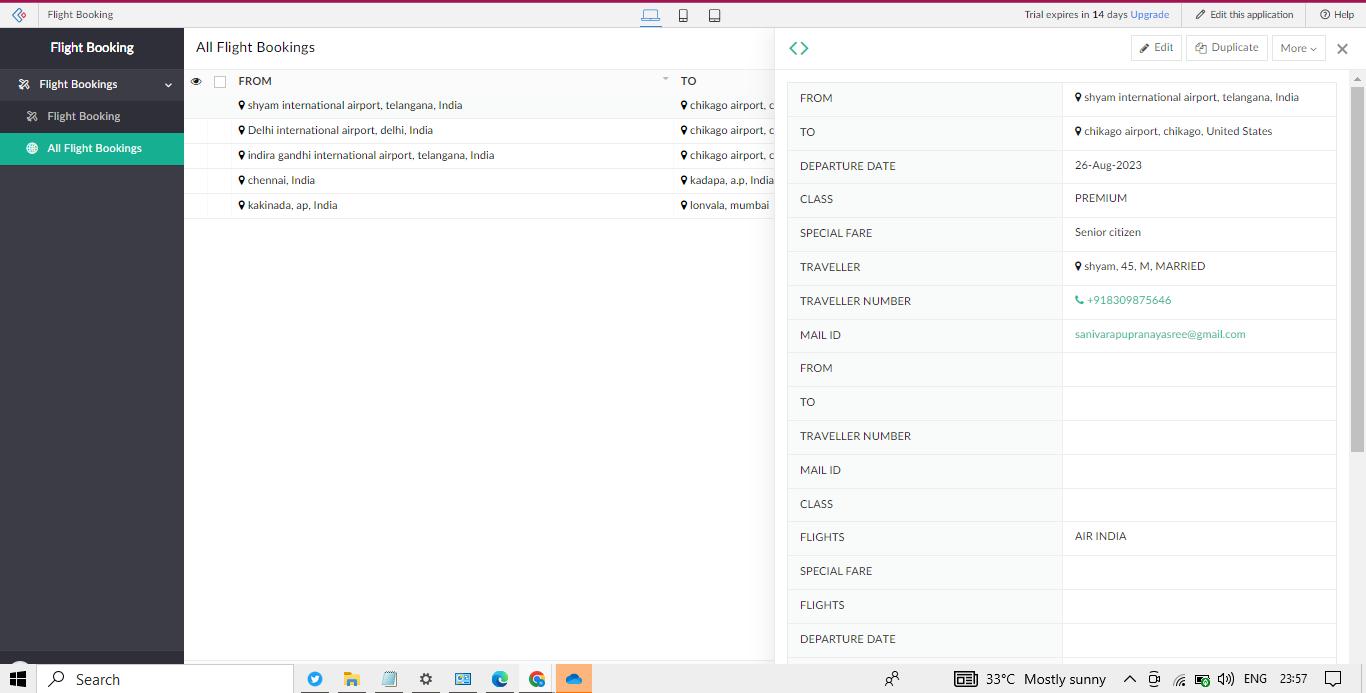 Flight Booking
Trial expires in 14 days Upgrade
Edit this application
Help
Flight Booking
Flight Bookings
Flight Booking
All Flight Bookings
All Flight Bookings
FROM TO
shyam international airport, telangana, India chikago airport, c
Delhi international airport, delhi, India chikago airport, c
indira gandhi international airport, telangana, India chikago airport, c
chennai, India kadapa, a.p, India
kakinada, ap, India lonvala, mumbai
Edit Duplicate More
FROM shyam international airport, telangana, India
TO chikago airport, chikago, United States
DEPARTURE DATE 26-Aug-2023
CLASS PREMIUM
SPECIAL FARE Senior citizen
TRAVELLER shyam, 45, M, MARRIED
TRAVELLER NUMBER +918309875646
MAIL ID sanivarapupranayasree@gmail.com
FROM
TO
TRAVELLER NUMBER
MAIL ID
CLASS
FLIGHTS AIR INDIA
SPECIAL FARE
FLIGHTS
DEPARTURE DATE
Search
33°C Mostly sunny
ENG
23:57